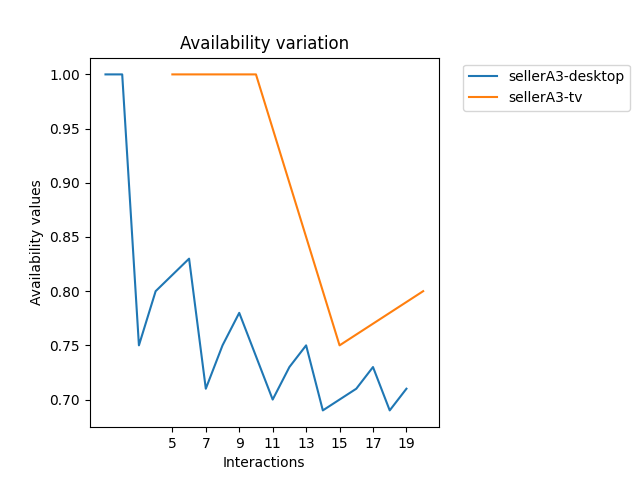 Availability variation
sellerA3-desktop
sellerA3-tv
Availability values
1.00
0.95
0.90
0.85
0.80
0.75
0.70
5 7 9 11 13 15 17 19
Interactions